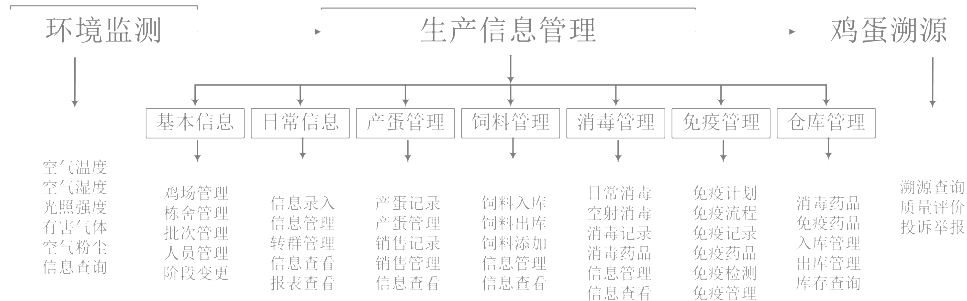 环境监测
生产信息管理
鸡蛋溯源
基本信息
日常信息
产蛋管理
饲料管理
消毒管理
免疫管理
仓库管理
空气温度
空气湿度
光照强度
有害气体
空气粉尘
信息查询
鸡场管理
栋舍管理
批次管理
人员管理
阶段变更
信息录入
信息管理
转群管理
信息查看
报表查看
产蛋记录
产蛋管理
销售记录
销售管理
信息查看
饲料入库
饲料出库
饲料添加
信息管理
信息查看
日常消毒
空射消毒
消毒记录
消毒药品
信息管理
信息查看
免疫计划
免疫流程
免疫记录
免疫药品
免疫检测
免疫管理
消毒药品
免疫药品
入库管理
出库管理
库存查询
溯源查询
质量评价
投诉举报